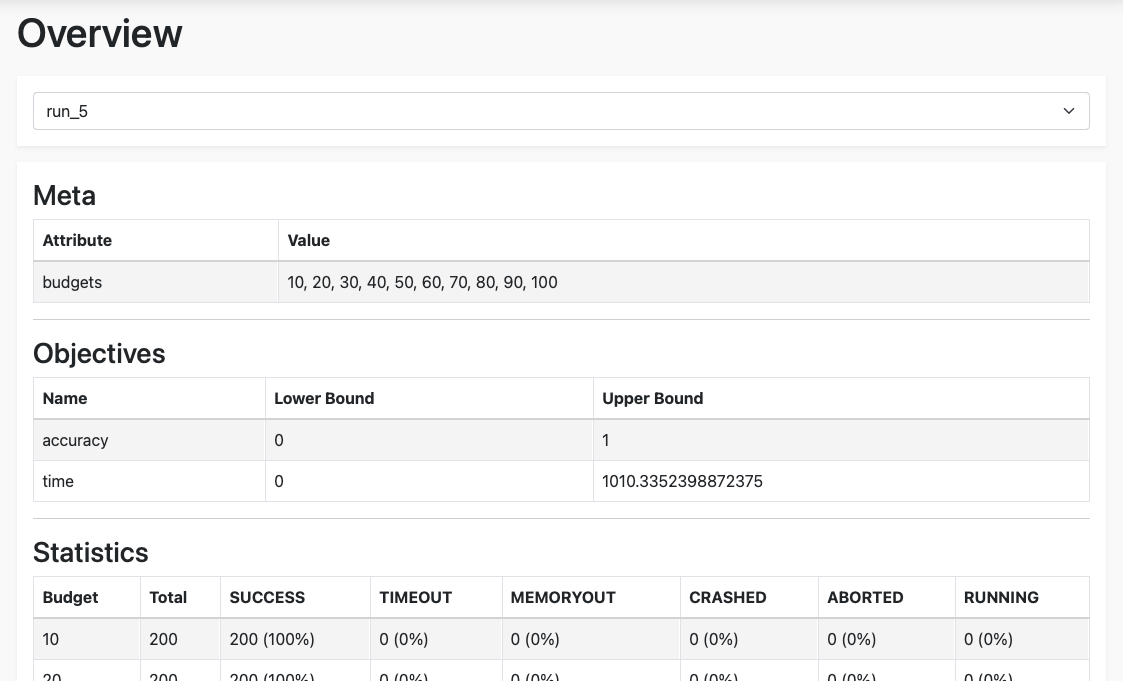 Overview
run_5
Meta
Attribute Value
budgets 10, 20, 30, 40, 50, 60, 70, 80, 90, 100
Objectives
Name Lower Bound Upper Bound
accuracy 0 1
time 0 1010.3352398872375
Statistics
Budget Total SUCCESS TIMEOUT MEMORYOUT CRASHED ABORTED RUNNING
10 200 200 (100%) 0 (0%) 0 (0%) 0 (0%) 0 (0%) 0 (0%)
20 200 200 (100%) 0 (0%) 0 (0%) 0 (0%) 0 (0%) 0 (0%)